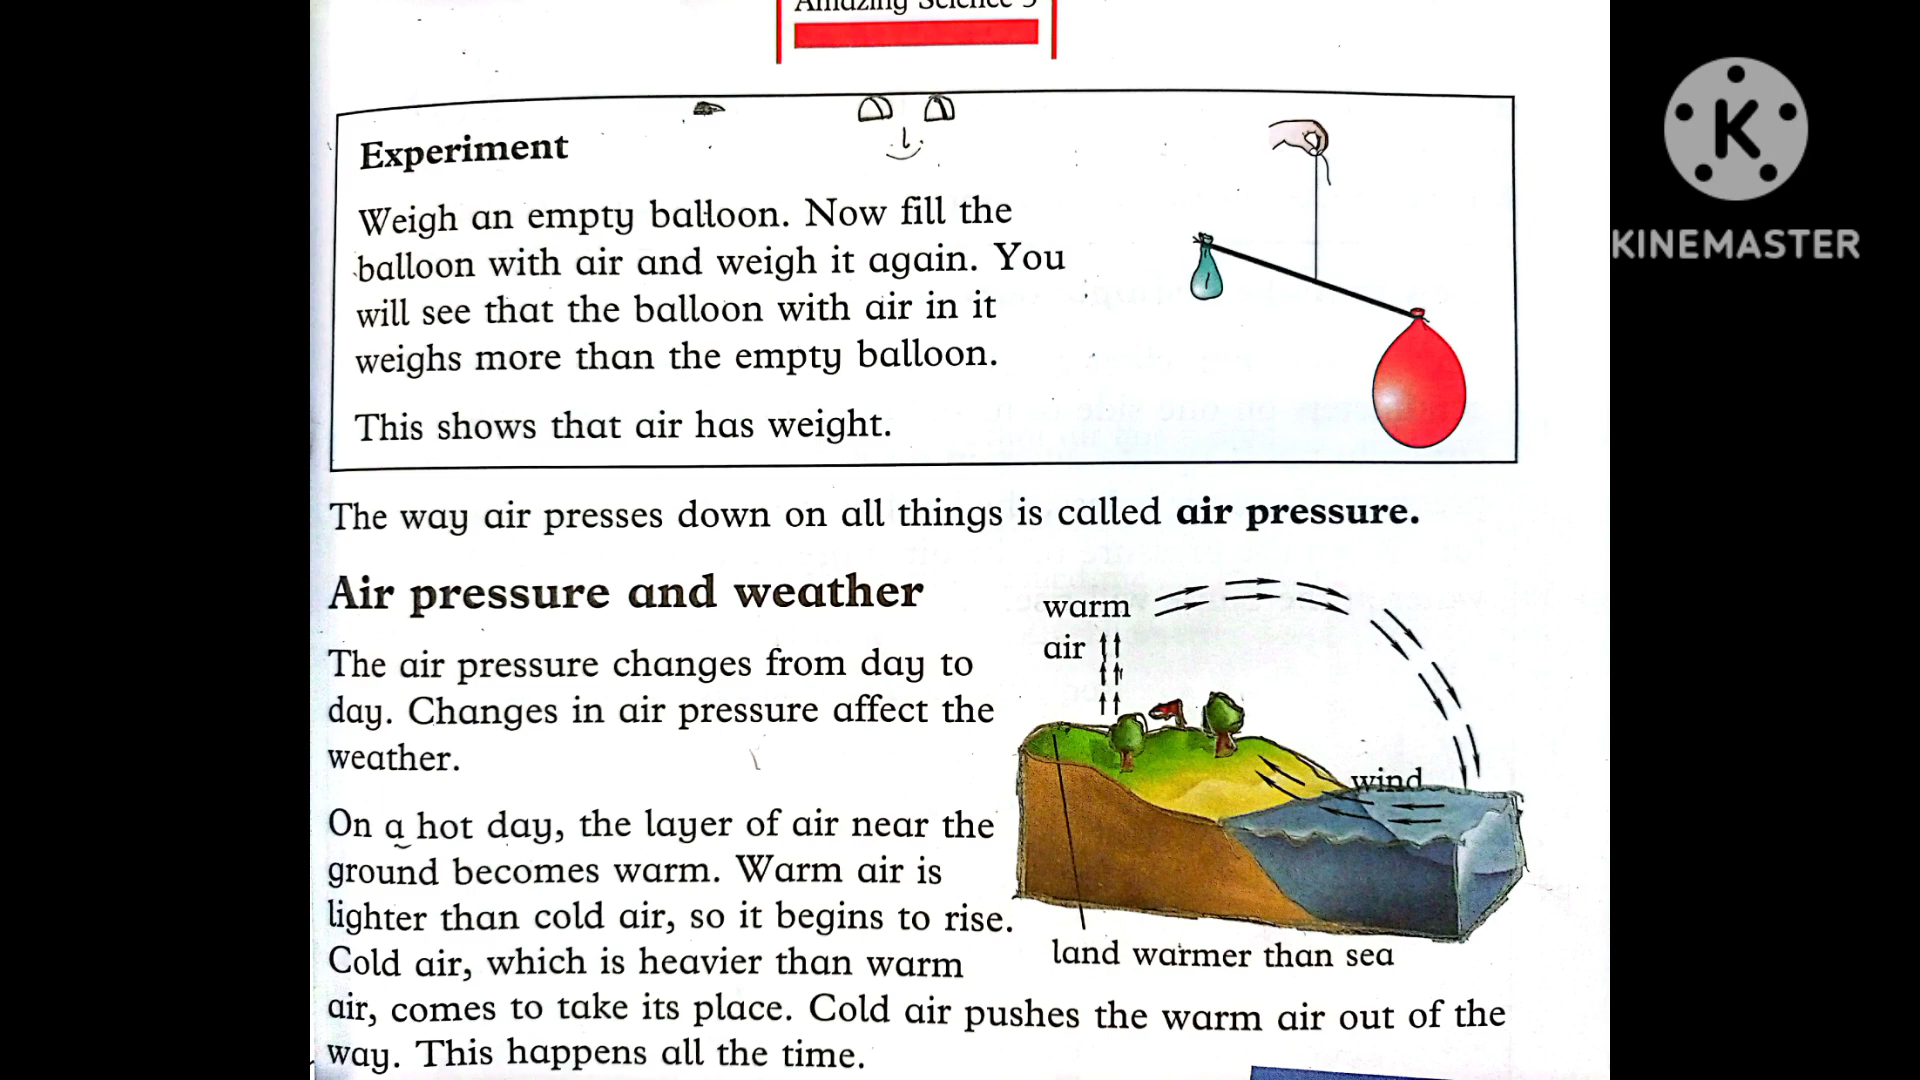 Amazing Science 3
K
KINEMASTER
Experiment
Weigh an empty balloon. Now fill the
balloon with air and weigh it again. You
will see that the balloon with air in it
weighs more than the empty balloon.
This shows that air has weight.
The way air presses down on all things is called air pressure.
Air pressure and weather
The air pressure changes from day to
day. Changes in air pressure affect the
weather.
On a hot day, the layer of air near the
ground becomes warm. Warm air is
lighter than cold air, so it begins to rise.
Cold air, which is heavier than warm
air, comes to take its place. Cold air pushes the warm air out of the
way. This happens all the time.
warm
air
wind
land warmer than sea